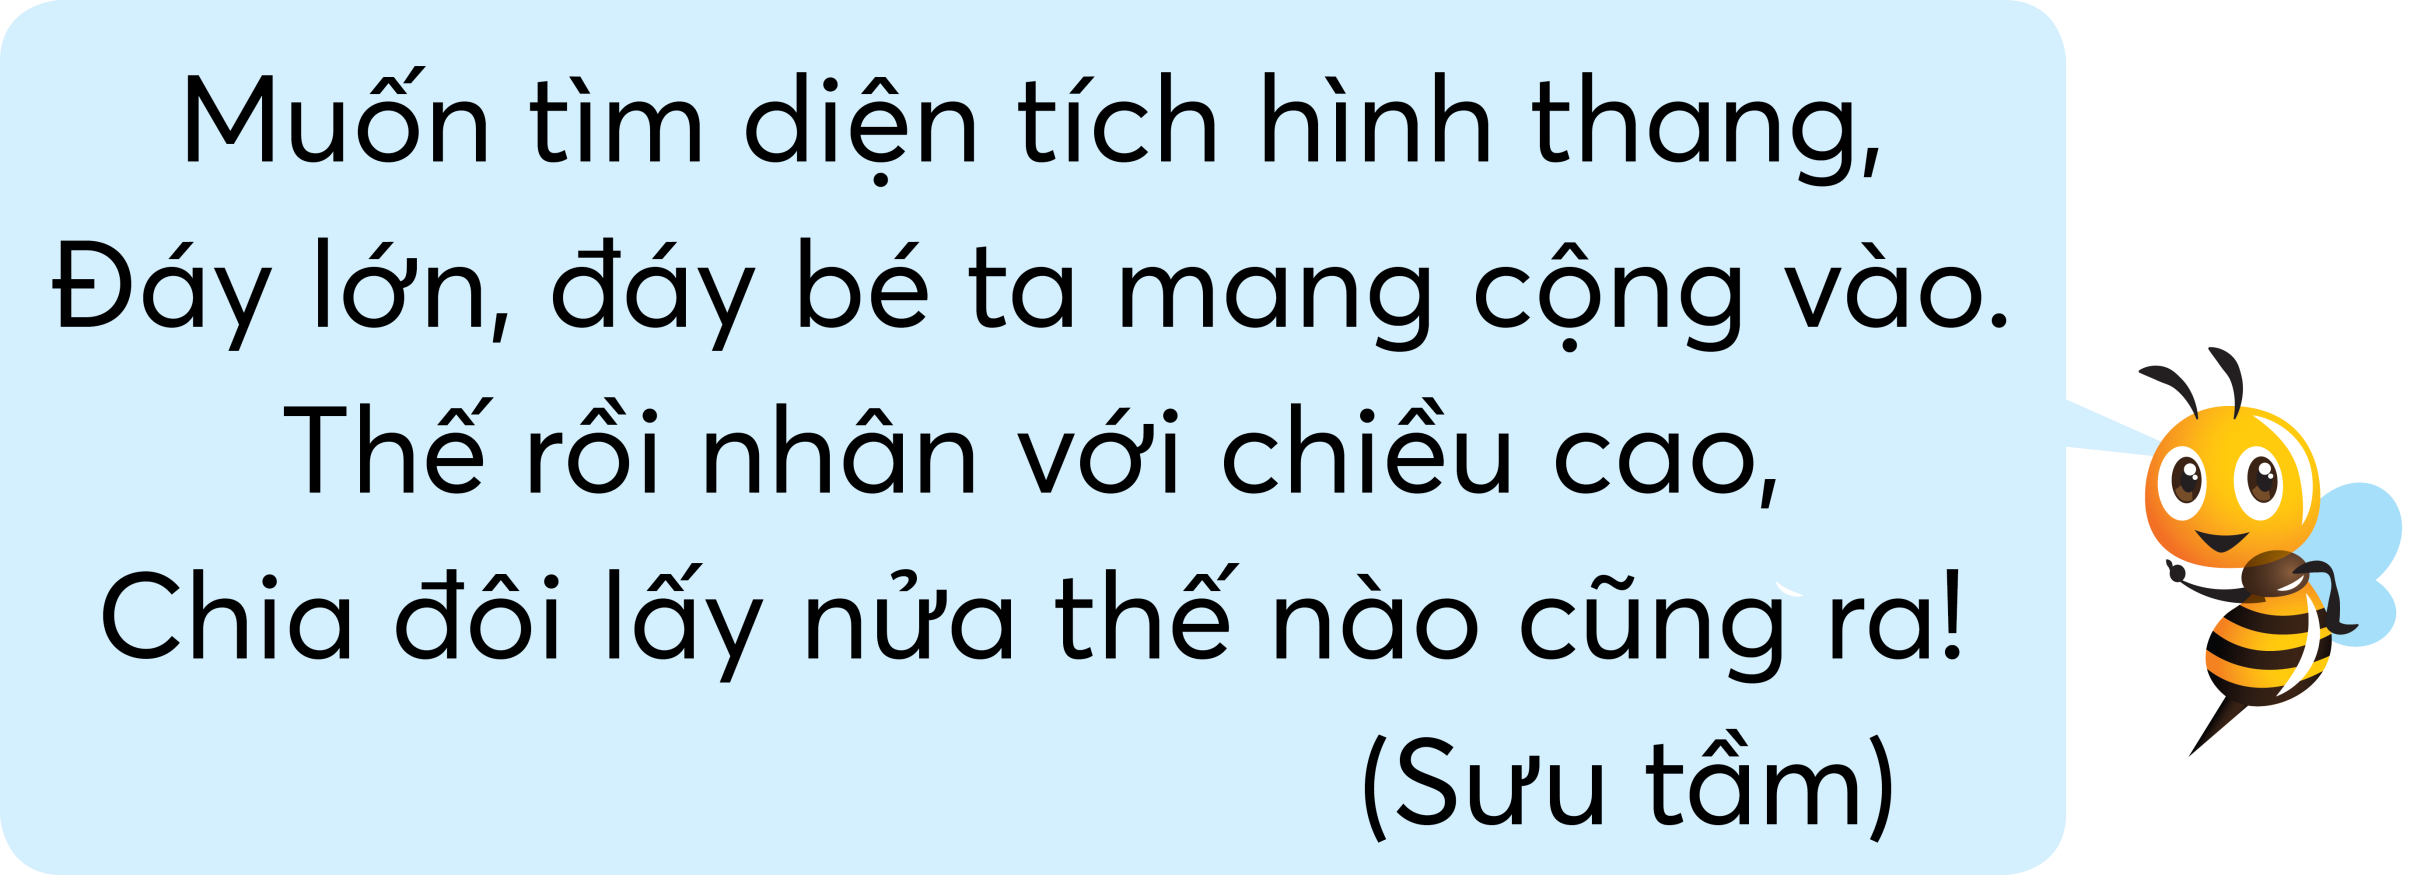 Muốn tìm diện tích hình thang,
Đáy lớn, đáy bé ta mang cộng vào.
Thế rồi nhân với chiều cao,
Chia đôi lấy nửa thế nào cũng ra!
(Sưu tầm)